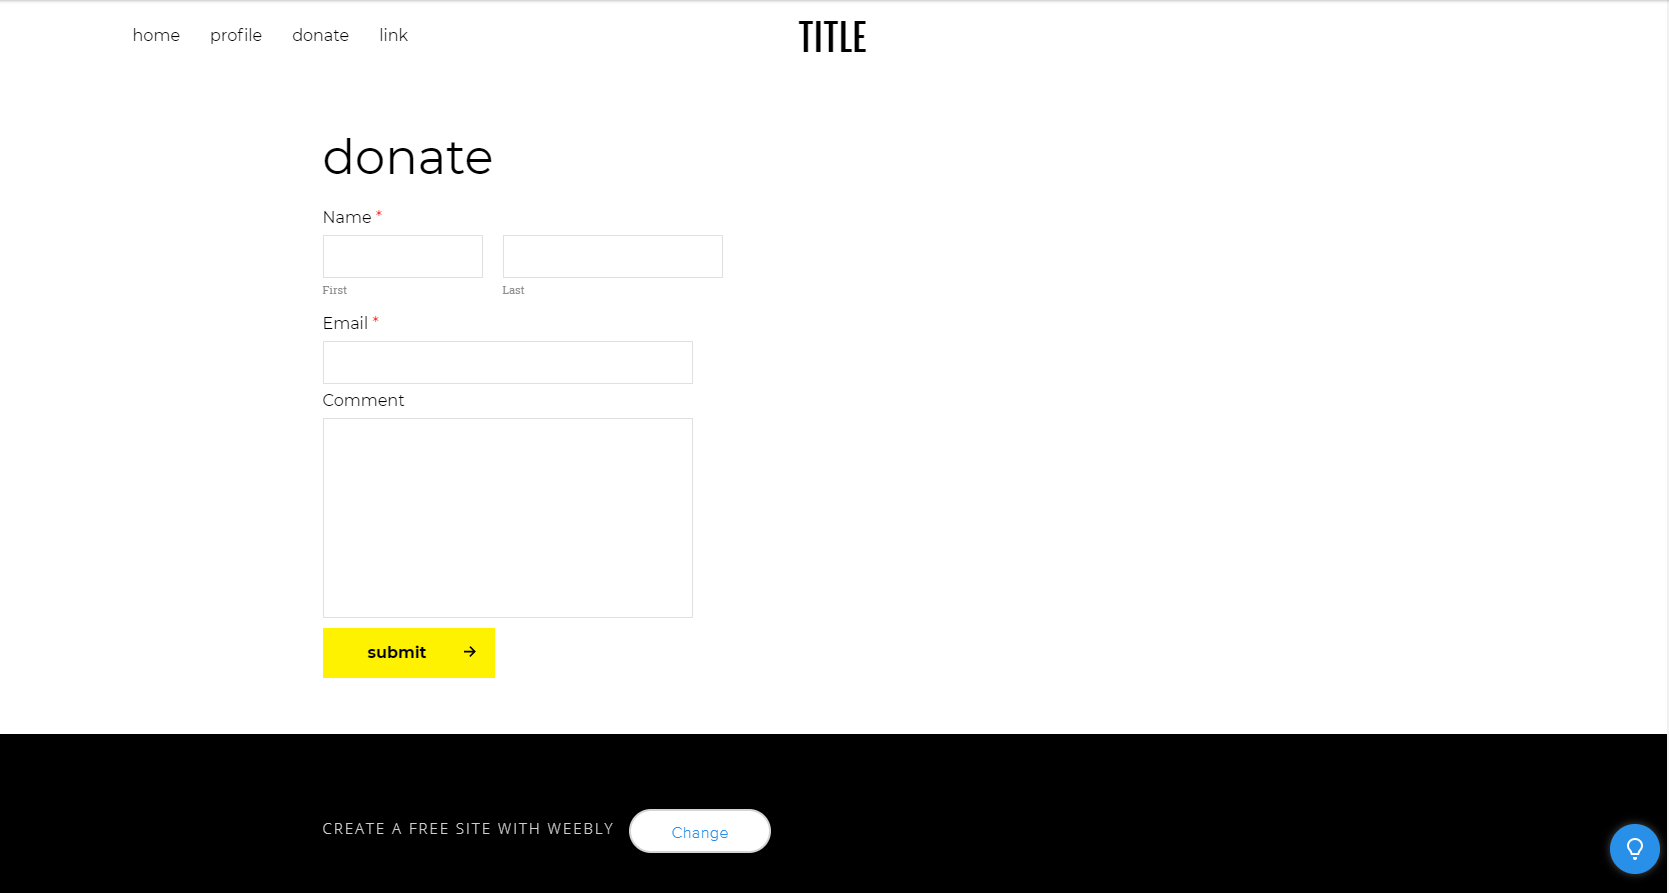 home profile donate link
TITLE
donate
Name *
First Last
Email *
Comment
submit →
CREATE A FREE SITE WITH WEEBLY Change